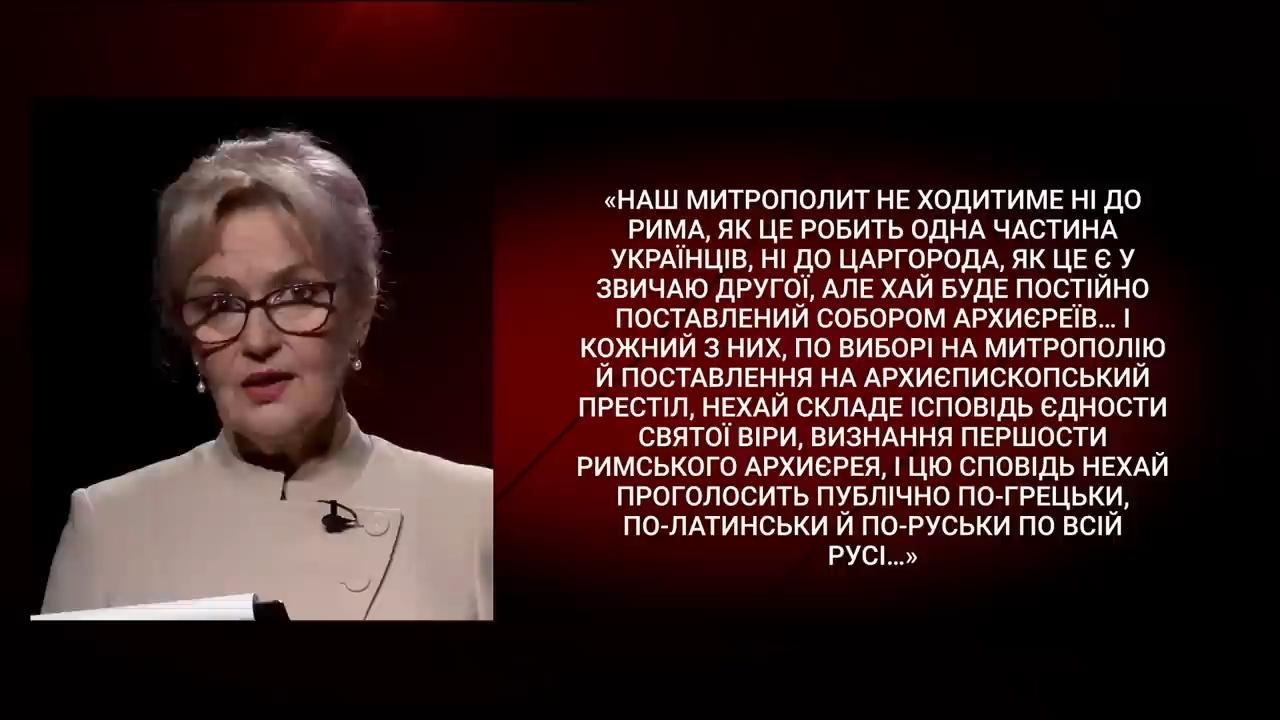 «НАШ МИТРОПОЛИТ НЕ ХОДИТИМЕ НІ ДО
РИМА, ЯК ЦЕ РОБИТЬ ОДНА ЧАСТИНА
УКРАЇНЦІВ, НІ ДО ЦАРГОРОДА, ЯК ЦЕ Є У
ЗВИЧАЮ ДРУГОЇ, АЛЕ ХАЙ БУДЕ ПОСТІЙНО
ПОСТАВЛЕНИЙ СОБОРОМ АРХИЄРЕЇВ... І
КОЖНИЙ З НИХ, ПО ВИБОРІ НА МИТРОПОЛІЮ
Й ПОСТАВЛЕННЯ НА АРХИЄПИСКОПСЬКИЙ
ПРЕСТІЛ, НЕХАЙ СКЛАДЕ ІСПОВІДЬ ЄДНОСТИ
СВЯТОЇ ВІРИ, ВИЗНАННЯ ПЕРШОСТИ
РИМСЬКОГО АРХИЄРЕЯ, І ЦЮ СПОВІДЬ НЕХАЙ
ПРОГОЛОСИТЬ ПУБЛІЧНО ПО-ГРЕЦЬКИ,
ПО-ЛАТИНСЬКИ Й ПО-РУСЬКИ ПО ВСІЙ
РУСІ...»